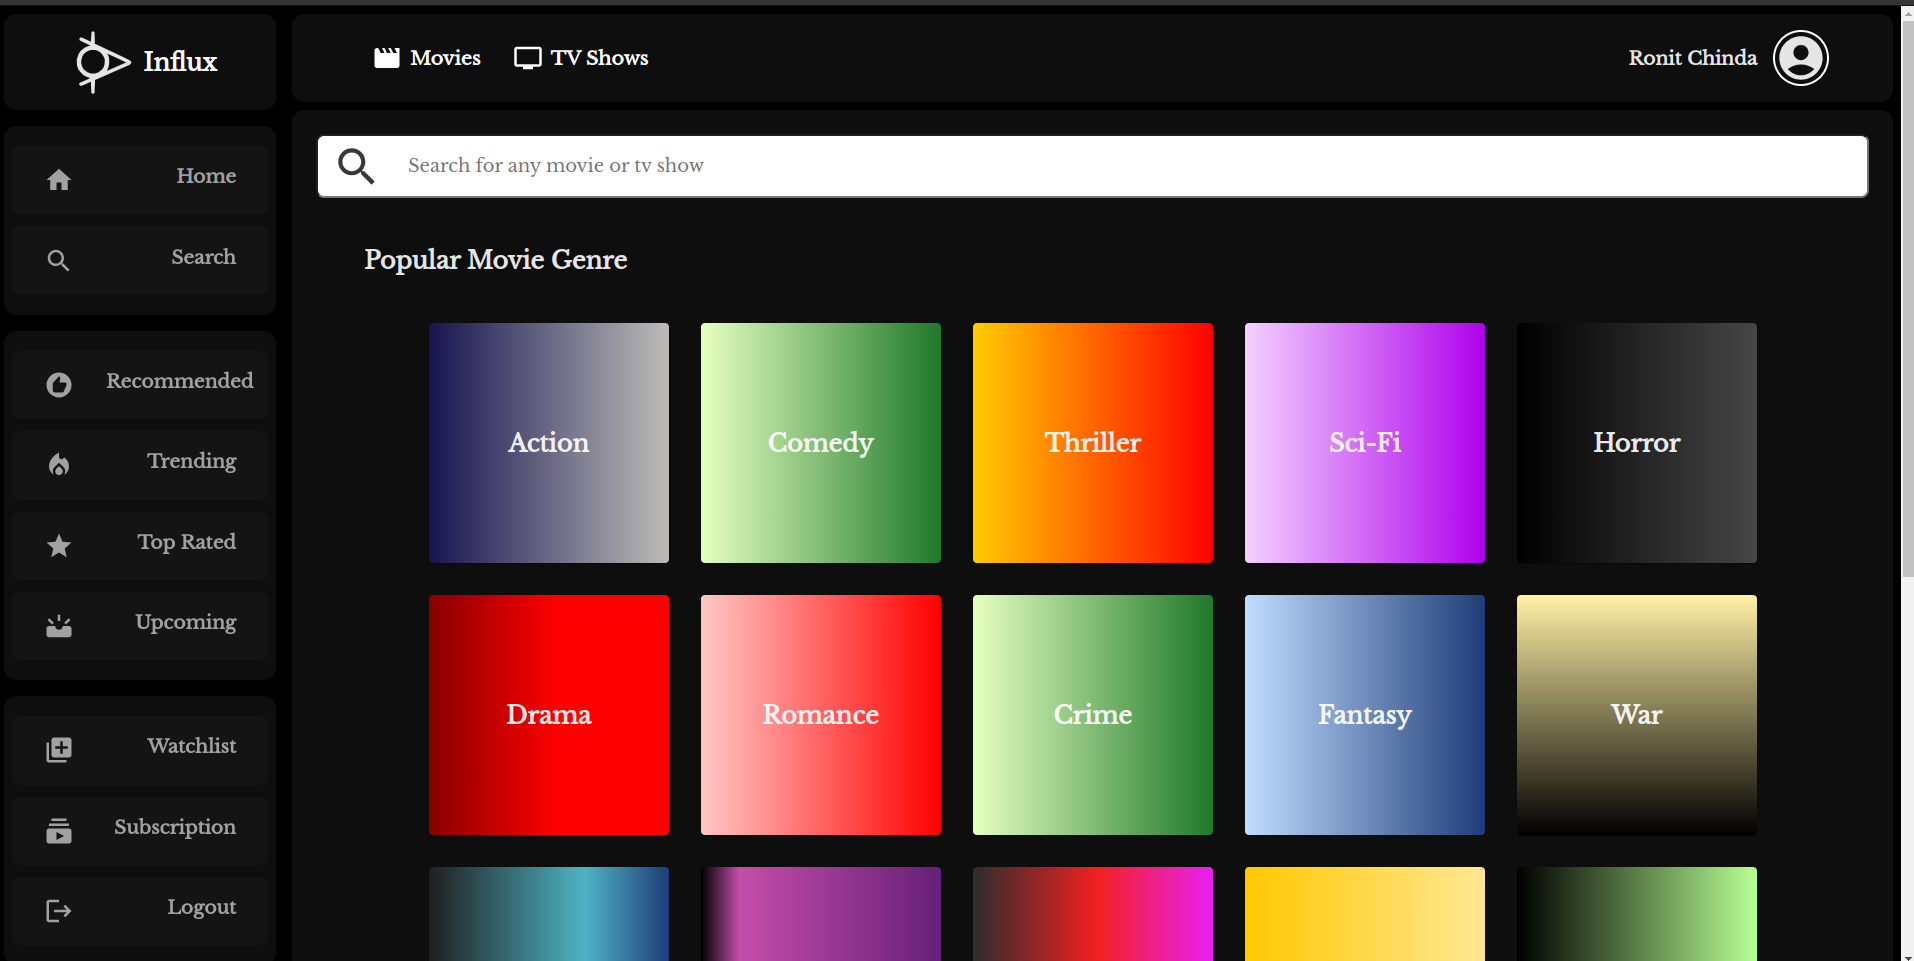 Influx
Movies
TV Shows
Ronit Chinda
Home
Search
Recommended
Trending
Top Rated
Upcoming
Watchlist
Subscription
Logout
Search for any movie or tv show
Popular Movie Genre
Action
Comedy
Thriller
Sci-Fi
Horror
Drama
Romance
Crime
Fantasy
War